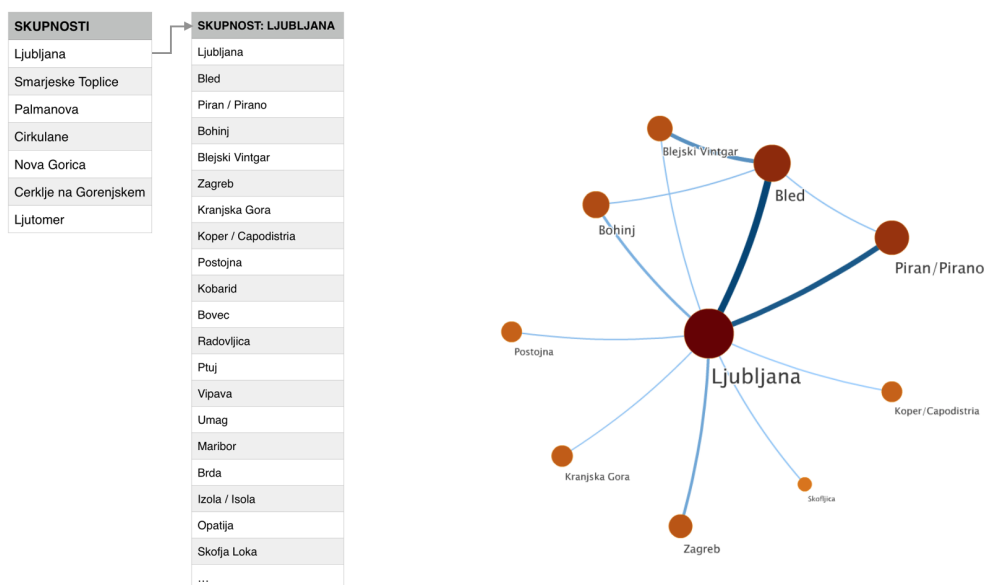 SKUPNOSTI
Ljubljana
Smarjeske Toplice
Palmanova
Cirkulane
Nova Gorica
Cerklje na Gorenjskem
Ljutomer
SKUPNOST: LJUBLJANA
Ljubljana
Bled
Piran / Pirano
Bohinj
Blejski Vintgar
Zagreb
Kranjska Gora
Koper / Capodistria
Postojna
Kobarid
Bovec
Radovljica
Ptuj
Vipava
Umag
Maribor
Brda
Izola / Isola
Opatija
Skofja Loka
...
Blejski Vintgar
Bled
Bohinj
Piran/Pirano
Postojna
Ljubljana
Koper/Capodistria
Kranjska Gora
Skofljica
Zagreb